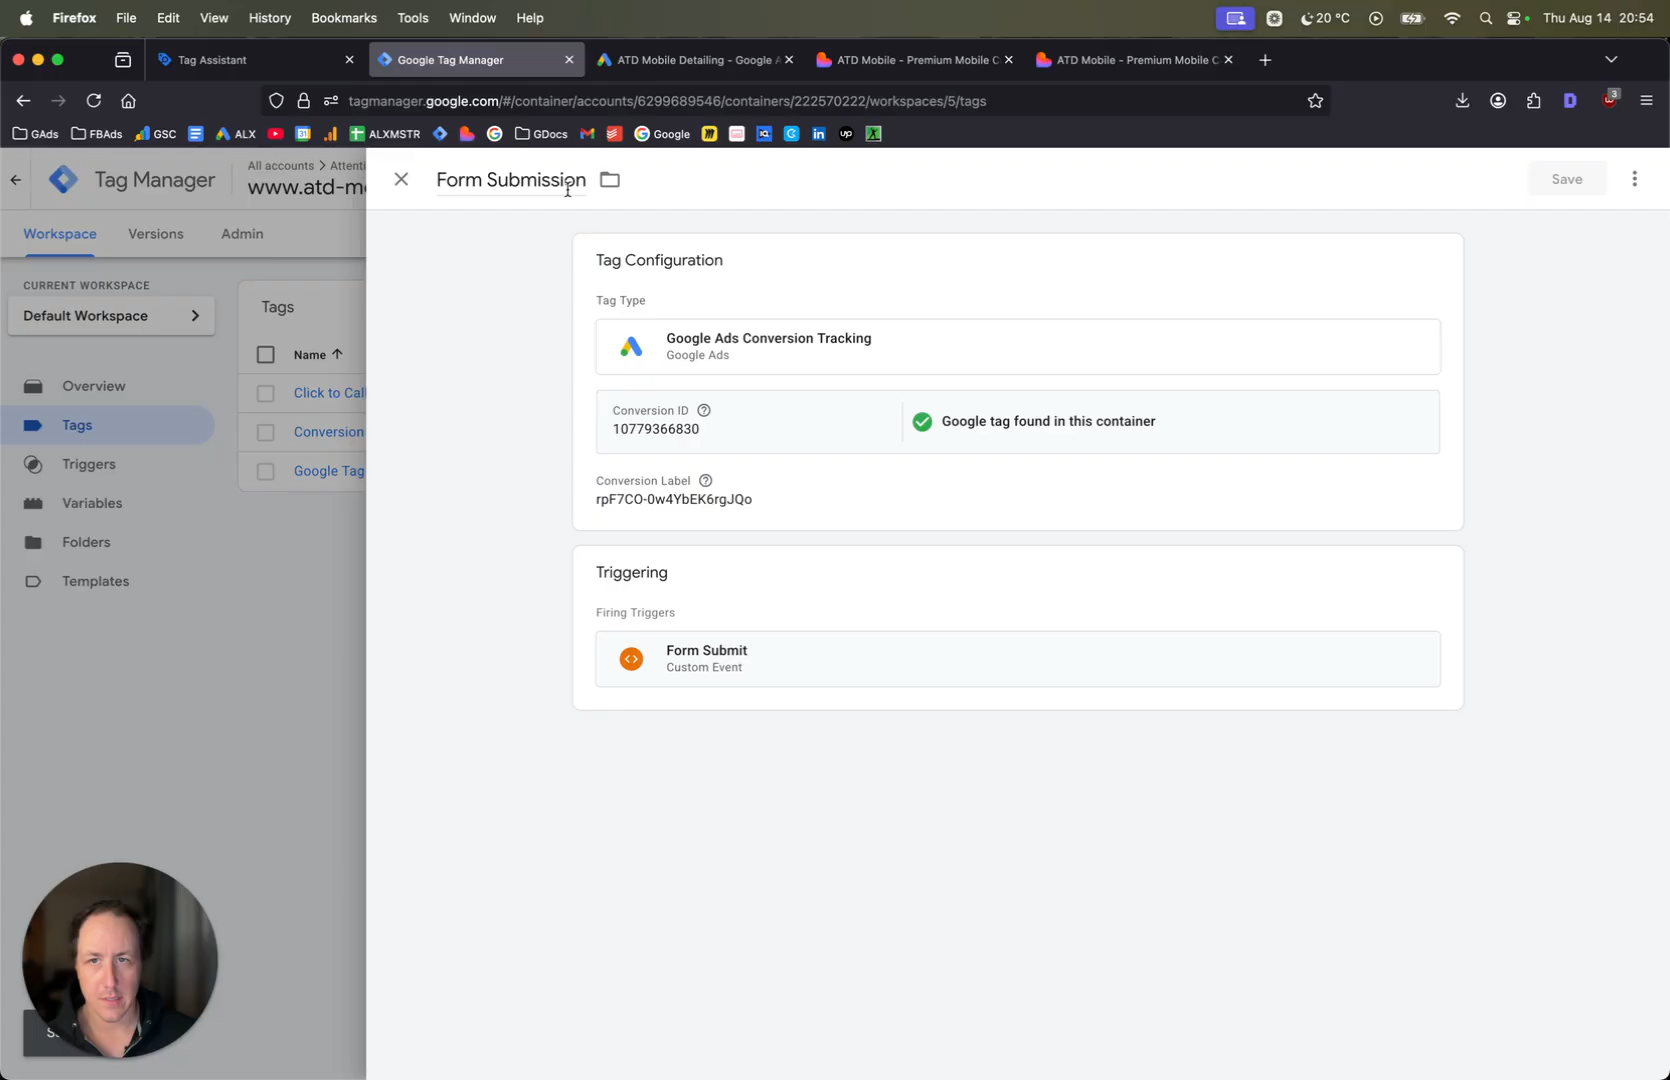 Firefox File Edit View History Bookmarks Tools Window Help 20 °C Thu Aug 14 20:54
Tag Assistant Google Tag Manager ATD Mobile Detailing - Google A ATD Mobile - Premium Mobile C ATD Mobile - Premium Mobile C
tagmanager.google.com/#/container/accounts/6299689546/containers/222570222/workspaces/5/tags 3
GAds FBAds GSC ALX ALXMSTR GDocs Google
Tag Manager
All accounts > Attenti
www.atd-m
Form Submission
Save
Workspace Versions Admin
CURRENT WORKSPACE
Default Workspace
Overview
Tags
Triggers
Variables
Folders
Templates
Tags
Name
Click to Call
Conversion
Google Tag
Tag Configuration
Tag Type
Google Ads Conversion Tracking
Google Ads
Conversion ID
10779366830
Google tag found in this container
Conversion Label
rpF7CO-0w4YbEK6rgJQo
Triggering
Firing Triggers
Form Submit
Custom Event